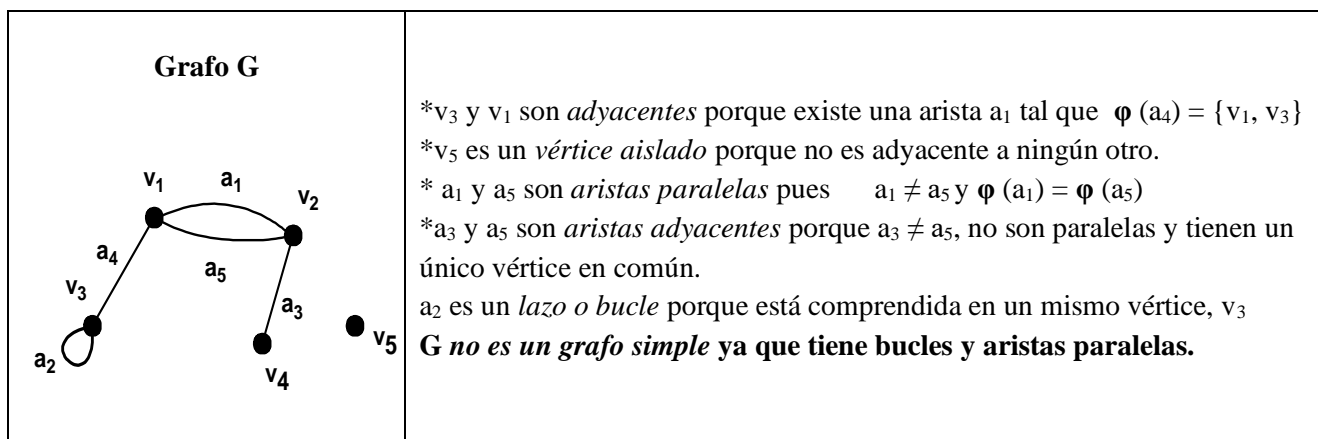 Grafo G
v₁
a₁
v₂
a₄
a₅
v₃
a₃
a₂
v₄
v₅
*v₃ y v₁ son adyacentes porque existe una arista a₁ tal que φ (a₄) = {v₁, v₃}
*v₅ es un vértice aislado porque no es adyacente a ningún otro.
* a₁ y a₅ son aristas paralelas pues a₁ ≠ a₅ y φ (a₁) = φ (a₅)
*a₃ y a₅ son aristas adyacentes porque a₃ ≠ a₅, no son paralelas y tienen un
único vértice en común.
a₂ es un lazo o bucle porque está comprendida en un mismo vértice, v₃
G no es un grafo simple ya que tiene bucles y aristas paralelas.